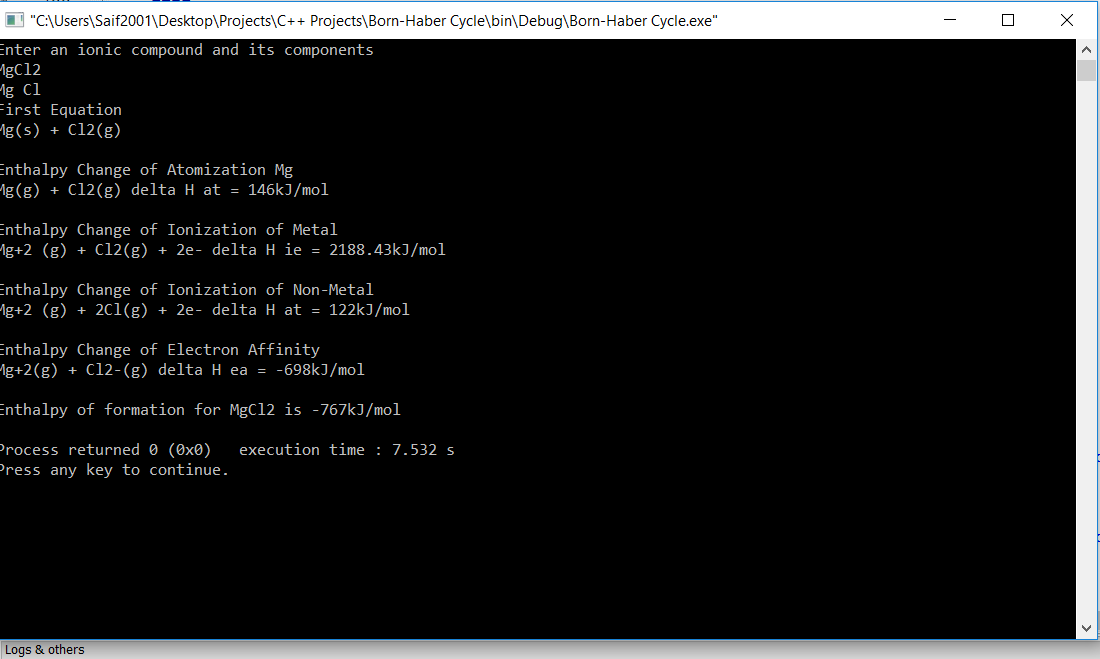 "C:\Users\Saif2001\Desktop\Projects\C++ Projects\Born-Haber Cycle\bin\Debug\Born-Haber Cycle.exe"
Enter an ionic compound and its components
MgCl2
Mg Cl
First Equation
Mg(s) + Cl2(g)
Enthalpy Change of Atomization Mg
Mg(g) + Cl2(g) delta H at = 146kJ/mol
Enthalpy Change of Ionization of Metal
Mg+2 (g) + Cl2(g) + 2e- delta H ie = 2188.43kJ/mol
Enthalpy Change of Ionization of Non-Metal
Mg+2 (g) + 2Cl(g) + 2e- delta H at = 122kJ/mol
Enthalpy Change of Electron Affinity
Mg+2(g) + Cl2-(g) delta H ea = -698kJ/mol
Enthalpy of formation for MgCl2 is -767kJ/mol
Process returned 0 (0x0)   execution time : 7.532 s
Press any key to continue.
Logs & others